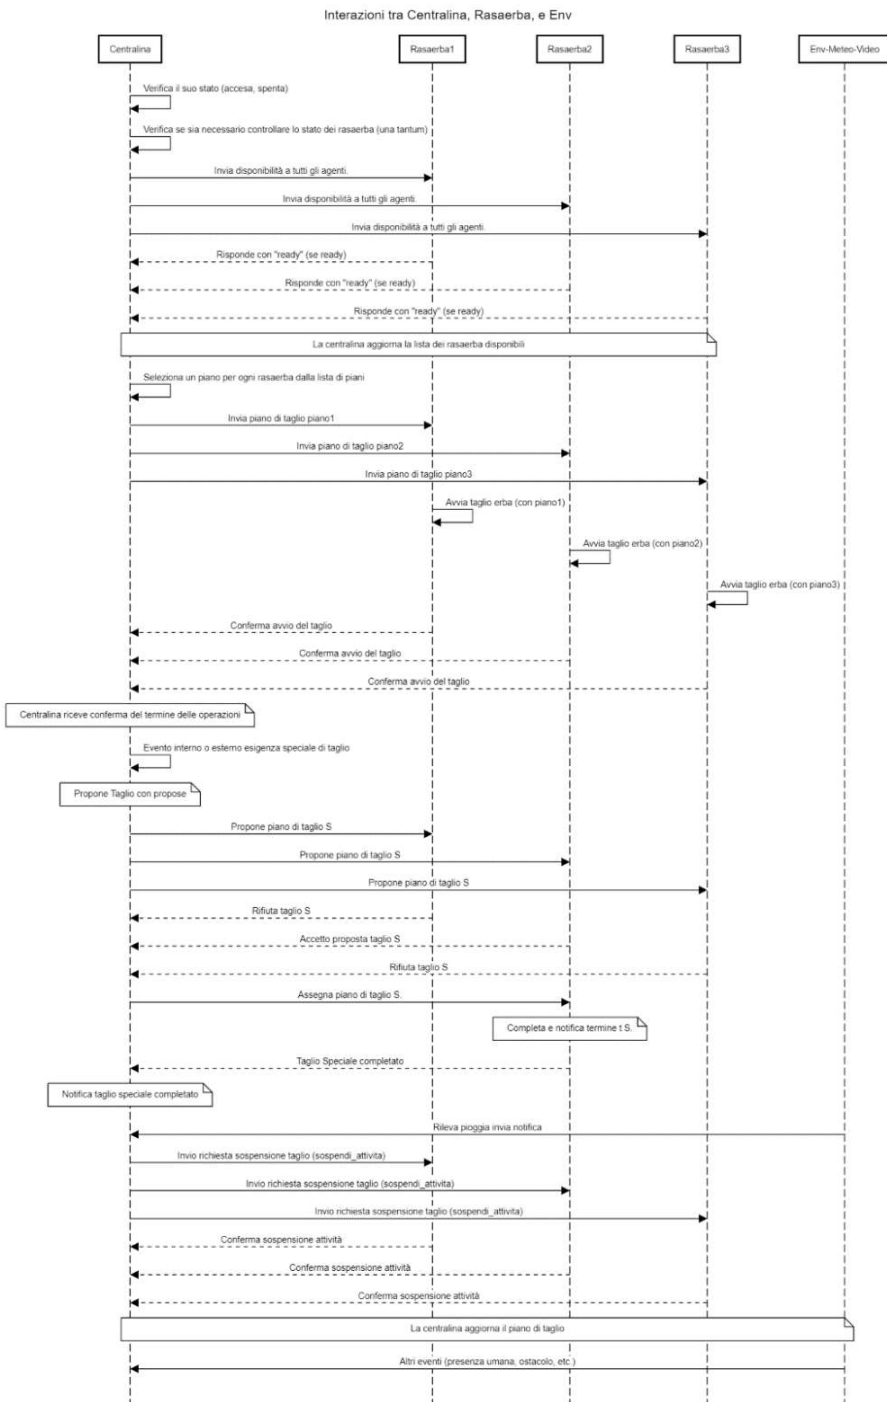 Interazioni tra Centralina, Rasaerba, e Env
Centralina
Rasaerba1
Rasaerba2
Rasaerba3
Env-Meteo-Video
Verifica il suo stato (accesa, spenta)
Verifica se sia necessario controllare lo stato dei rasaerba (una tantum)
Invia disponibilità a tutti gli agenti.
Invia disponibilità a tutti gli agenti.
Invia disponibilità a tutti gli agenti.
Risponde con "ready" (se ready)
Risponde con "ready" (se ready)
Risponde con "ready" (se ready)
La centralina aggiorna la lista dei rasaerba disponibili
Seleziona un piano per ogni rasaerba dalla lista di piani
Invia piano di taglio piano1
Invia piano di taglio piano2
Invia piano di taglio piano3
Avvia taglio erba (con piano1)
Avvia taglio erba (con piano2)
Avvia taglio erba (con piano3)
Conferma avvio del taglio
Conferma avvio del taglio
Conferma avvio del taglio
Centralina riceve conferma del termine delle operazioni
Evento interno o esterno esigenza speciale di taglio
Propone Taglio con propose
Propone piano di taglio S
Propone piano di taglio S
Propone piano di taglio S
Rifiuta taglio S
Accetto proposta taglio S
Rifiuta taglio S
Assegna piano di taglio S.
Completa e notifica termine t S.
Taglio Speciale completato
Notifica taglio speciale completato
Rileva pioggia invia notifica
Invio richiesta sospensione taglio (sospendi_attivita)
Invio richiesta sospensione taglio (sospendi_attivita)
Invio richiesta sospensione taglio (sospendi_attivita)
Conferma sospensione attività
Conferma sospensione attività
Conferma sospensione attività
La centralina aggiorna il piano di taglio
Altri eventi (presenza umana, ostacolo, etc.)